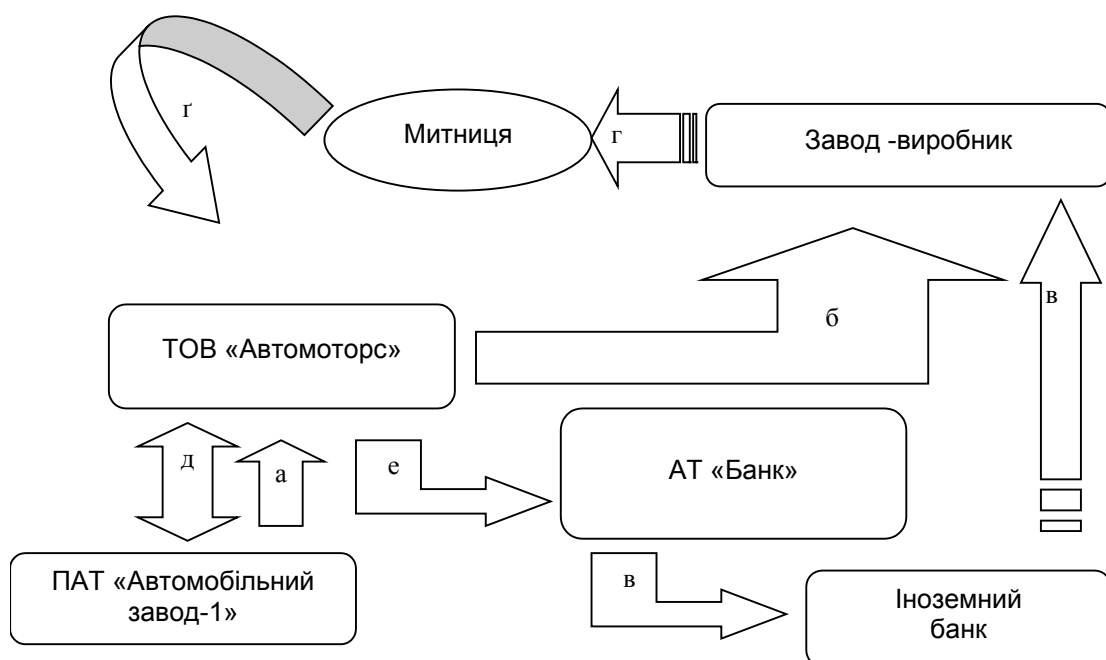 ґ
Митниця
г
Завод -виробник
ТОВ «Автомоторс»
б
в
д
а
е
АТ «Банк»
ПАТ «Автомобільний
завод-1»
в
Іноземний
банк